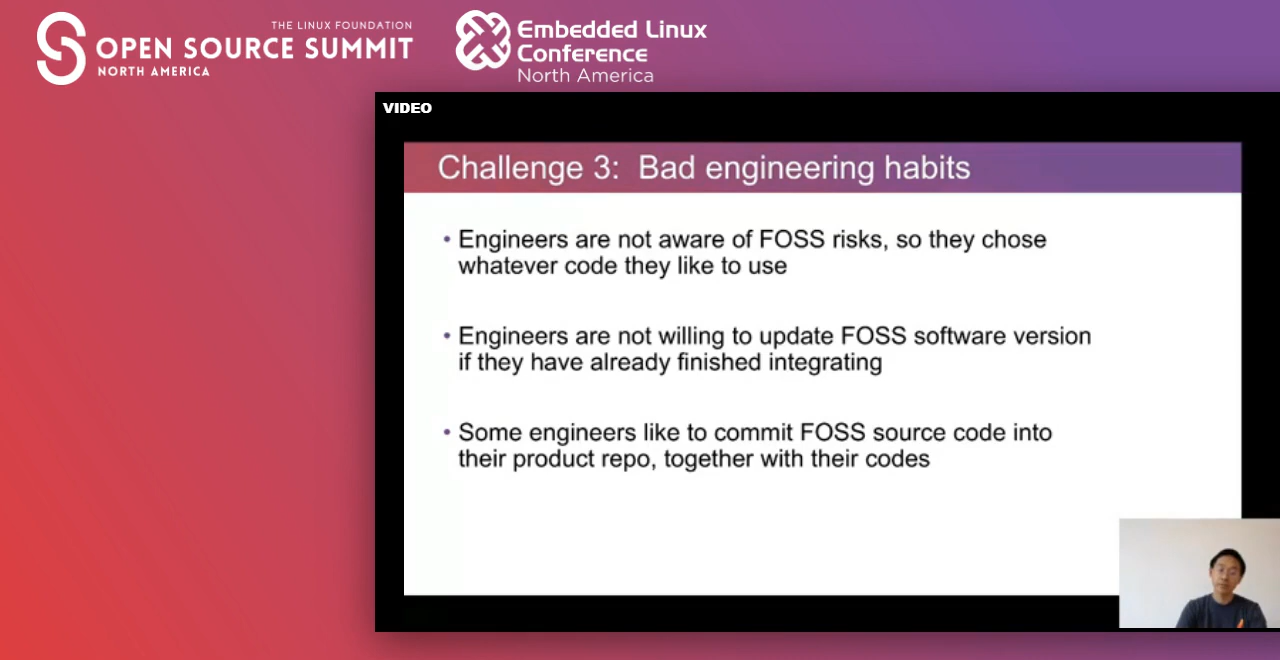 THE LINUX FOUNDATION
OPEN SOURCE SUMMIT
NORTH AMERICA
Embedded Linux
Conference
North America
VIDEO
Challenge 3: Bad engineering habits
• Engineers are not aware of FOSS risks, so they chose
whatever code they like to use
• Engineers are not willing to update FOSS software version
if they have already finished integrating
• Some engineers like to commit FOSS source code into
their product repo, together with their codes